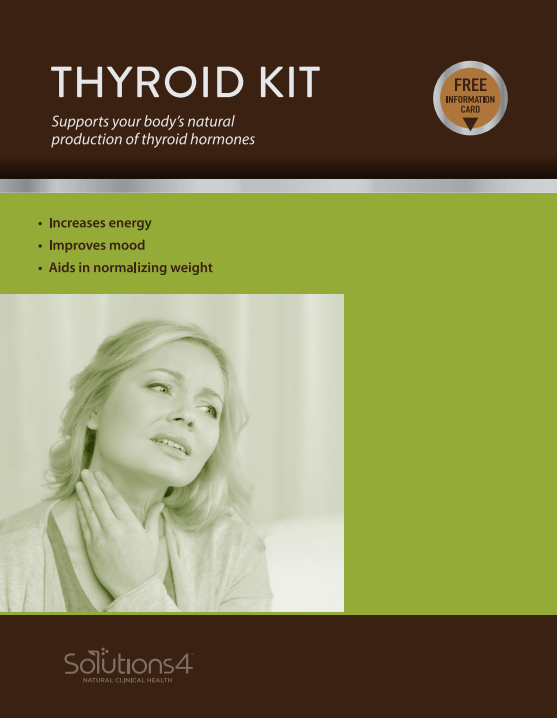 THYROID KIT
Supports your body's natural
production of thyroid hormones
FREE
INFORMATION
CARD
• Increases energy
• Improves mood
• Aids in normalizing weight
Solutions4™
NATURAL CLINICAL HEALTH